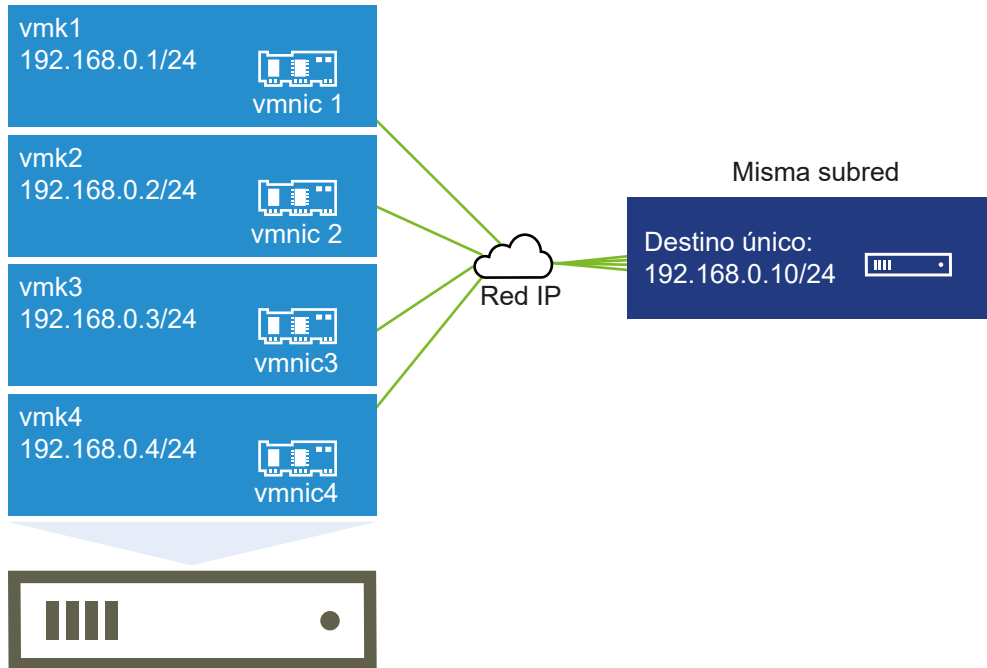 vmk1
192.168.0.1/24
vmnic 1
vmk2
192.168.0.2/24
vmnic 2
vmk3
192.168.0.3/24
vmnic3
vmk4
192.168.0.4/24
vmnic4
Red IP
Misma subred
Destino único:
192.168.0.10/24